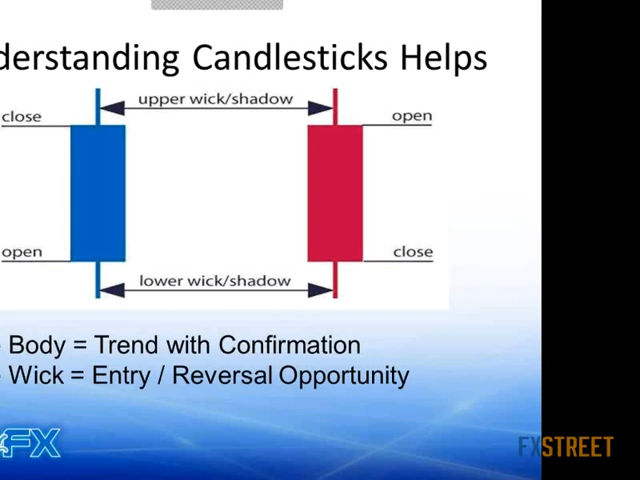 derstanding Candlesticks Helps
upper wick/shadow
close
open
open
close
lower wick/shadow
Body = Trend with Confirmation
Wick = Entry / Reversal Opportunity
FX
FXSTREET